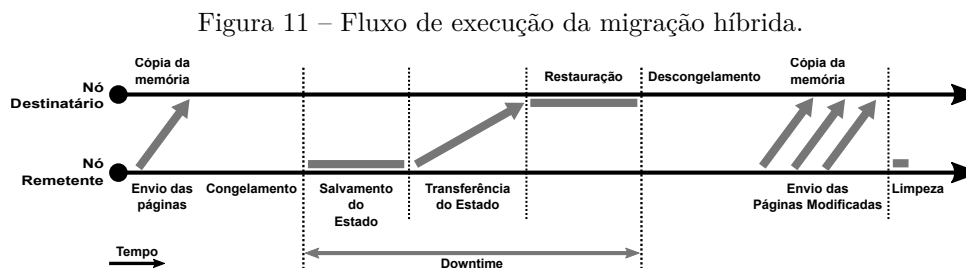 Figura 11 – Fluxo de execução da migração híbrida.
Cópia da
memória
Restauração
Descongelamento
Cópia da
memória
Nó
Destinatário
Nó
Remetente
Envio das
páginas
Congelamento
Salvamento
do
Estado
Transferência
do Estado
Envio das
Páginas Modificadas
Limpeza
Tempo
Downtime